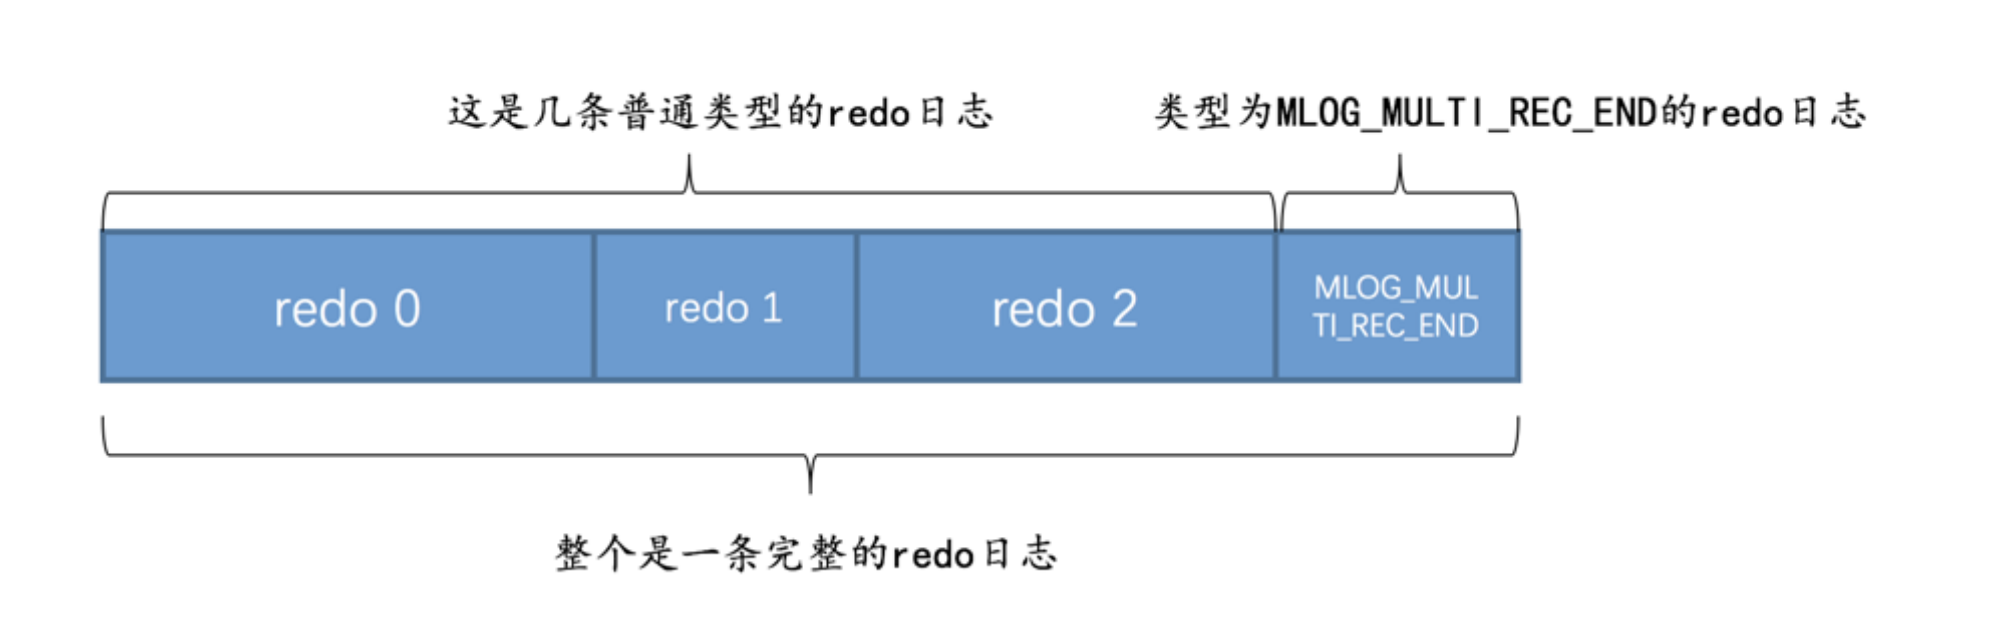 这是几条普通类型的redo日志
类型为MLOG_MULTI_REC_END的redo日志
redo 0
redo 1
redo 2
MLOG_MUL
TI_REC_END
整个是一条完整的redo日志